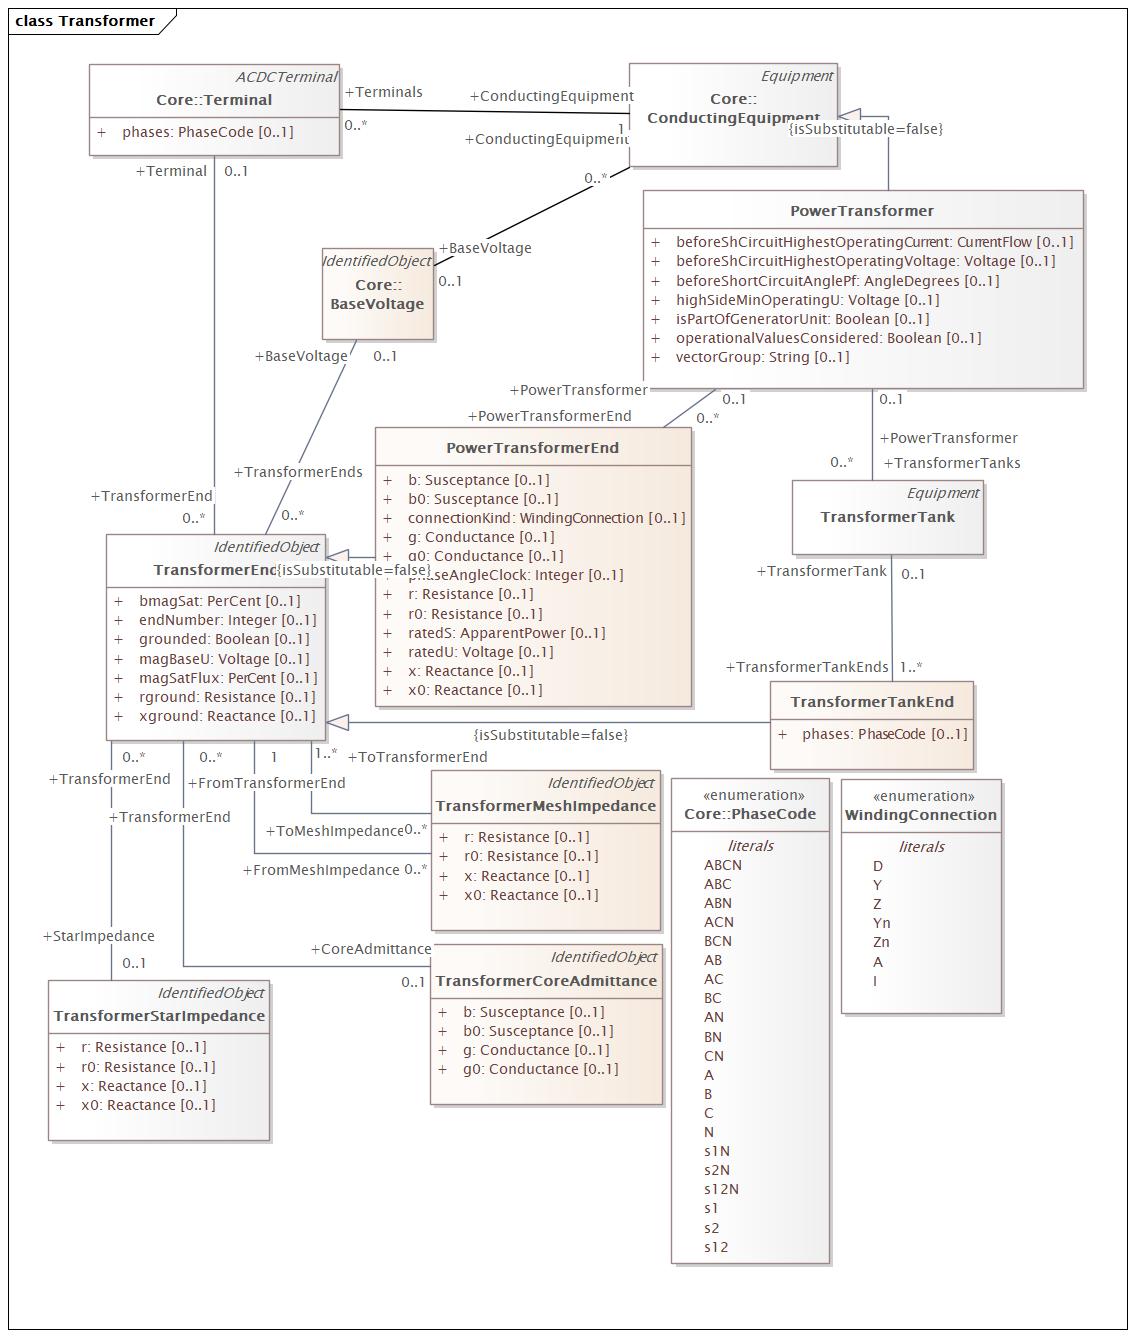 class Transformer
ACDCTerminal
Core::Terminal
+ phases: PhaseCode [0..1]
+Terminals
0..*
+ConductingEquipment
1
+ConductingEquipment
0..*
Equipment
Core::
ConductingEquipment
{isSubstitutable=false}
+Terminal
0..1
PowerTransformer
+ beforeShCircuitHighestOperatingCurrent: CurrentFlow [0..1]
+ beforeShCircuitHighestOperatingVoltage: Voltage [0..1]
+ beforeShortCircuitAnglePf: AngleDegrees [0..1]
+ highSideMinOperatingU: Voltage [0..1]
+ isPartOfGeneratorUnit: Boolean [0..1]
+ operationalValuesConsidered: Boolean [0..1]
+ vectorGroup: String [0..1]
IdentifiedObject
Core::
BaseVoltage
+BaseVoltage
0..1
+BaseVoltage
0..1
+PowerTransformer
0..1
+PowerTransformerEnd
0..*
0..1
+PowerTransformer
0..*
+TransformerTanks
PowerTransformerEnd
+ b: Susceptance [0..1]
+ b0: Susceptance [0..1]
+ connectionKind: WindingConnection [0..1]
+ g: Conductance [0..1]
+ g0: Conductance [0..1]
+ phaseAngleClock: Integer [0..1]
+ r: Resistance [0..1]
+ r0: Resistance [0..1]
+ ratedS: ApparentPower [0..1]
+ ratedU: Voltage [0..1]
+ x: Reactance [0..1]
+ x0: Reactance [0..1]
Equipment
TransformerTank
+TransformerTank
0..1
+TransformerTankEnds
1..*
+TransformerEnds
0..*
+TransformerEnd
0..*
IdentifiedObject
TransformerEnd
{isSubstitutable=false}
+ bmagSat: PerCent [0..1]
+ endNumber: Integer [0..1]
+ grounded: Boolean [0..1]
+ magBaseU: Voltage [0..1]
+ magSatFlux: PerCent [0..1]
+ rground: Resistance [0..1]
+ xground: Reactance [0..1]
TransformerTankEnd
+ phases: PhaseCode [0..1]
{isSubstitutable=false}
0..*
+TransformerEnd
0..*
+TransformerEnd
1
+FromTransformerEnd
1..*
+ToTransformerEnd
+ToMeshImpedance
0..*
+FromMeshImpedance
0..*
IdentifiedObject
TransformerMeshImpedance
+ r: Resistance [0..1]
+ r0: Resistance [0..1]
+ x: Reactance [0..1]
+ x0: Reactance [0..1]
«enumeration»
Core::PhaseCode
literals
ABCN
ABC
ABN
ACN
BCN
AB
AC
BC
AN
BN
CN
A
B
C
N
s1N
s2N
s12N
s1
s2
s12
«enumeration»
WindingConnection
literals
D
Y
Z
Yn
Zn
A
I
+StarImpedance
0..1
+CoreAdmittance
0..1
IdentifiedObject
TransformerCoreAdmittance
+ b: Susceptance [0..1]
+ b0: Susceptance [0..1]
+ g: Conductance [0..1]
+ g0: Conductance [0..1]
IdentifiedObject
TransformerStarImpedance
+ r: Resistance [0..1]
+ r0: Resistance [0..1]
+ x: Reactance [0..1]
+ x0: Reactance [0..1]